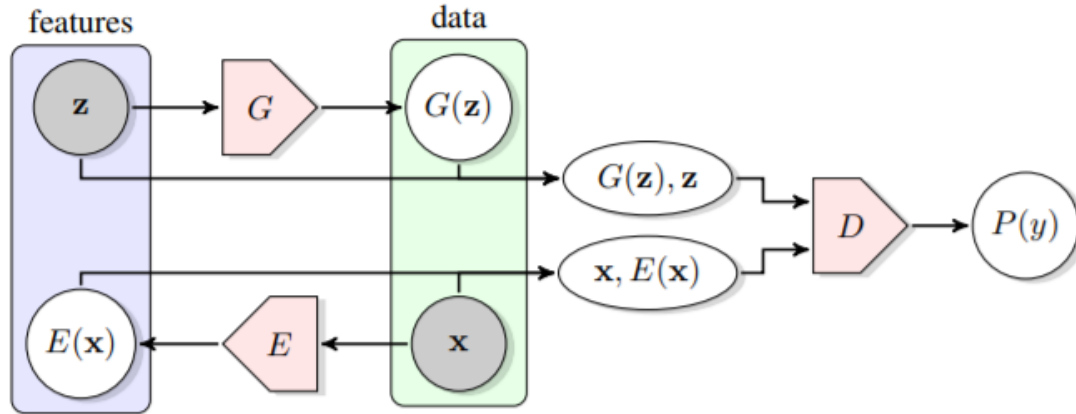 features
data
z
G
G(z)
G(z), z
D
P(y)
x, E(x)
E(x)
E
x